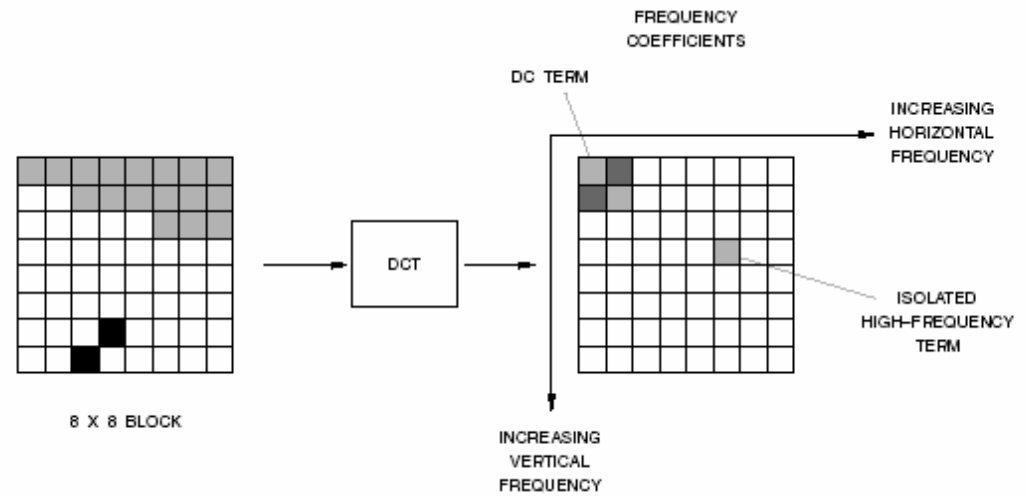 FREQUENCY
COEFFICIENTS
DC TERM
INCREASING
HORIZONTAL
FREQUENCY
DCT
ISOLATED
HIGH-FREQUENCY
TERM
8 X 8 BLOCK
INCREASING
VERTICAL
FREQUENCY